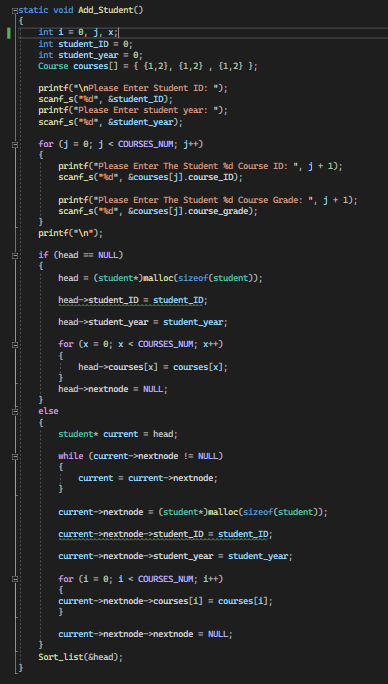 static void Add_Student()
{
int i = 0, j, x;
int student_ID = 0;
int student_year = 0;
Course courses[] = { {1,2}, {1,2} , {1,2} };
printf("\nPlease Enter Student ID: ");
scanf_s("%d", &student_ID);
printf("Please Enter student year: ");
scanf_s("%d", &student_year);
for (j = 0; j < COURSES_NUM; j++)
{
printf("Please Enter The Student %d Course ID: ", j + 1);
scanf_s("%d", &courses[j].course_ID);
printf("Please Enter The Student %d Course Grade: ", j + 1);
scanf_s("%d", &courses[j].course_grade);
}
printf("\n");
if (head == NULL)
{
head = (student*)malloc(sizeof(student));
head->student_ID = student_ID;
head->student_year = student_year;
for (x = 0; x < COURSES_NUM; x++)
{
head->courses[x] = courses[x];
}
head->nextnode = NULL;
}
else
{
student* current = head;
while (current->nextnode != NULL)
{
current = current->nextnode;
}
current->nextnode = (student*)malloc(sizeof(student));
current->nextnode->student_ID = student_ID;
current->nextnode->student_year = student_year;
for (i = 0; i < COURSES_NUM; i++)
{
current->nextnode->courses[i] = courses[i];
}
current->nextnode->nextnode = NULL;
}
Sort_list(&head);
}